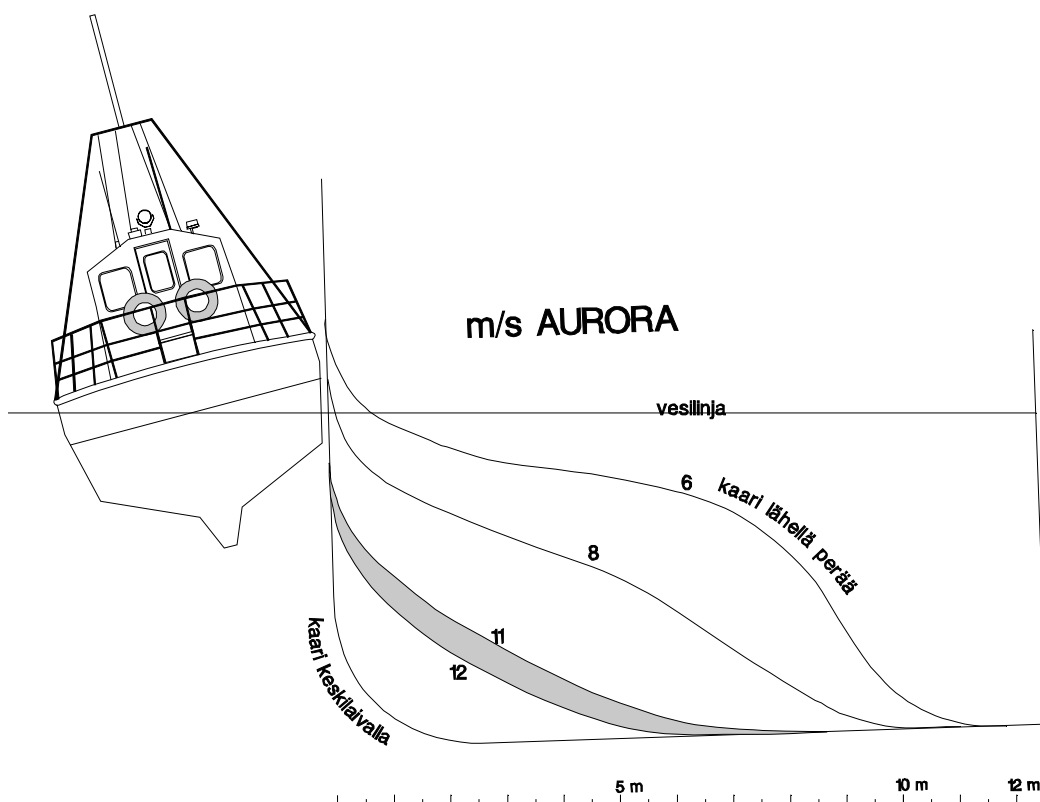 m/s AURORA
vesilinja
6
kaari lähellä perää
8
11
12
kaari keskilaivalla
5 m
10 m
12 m